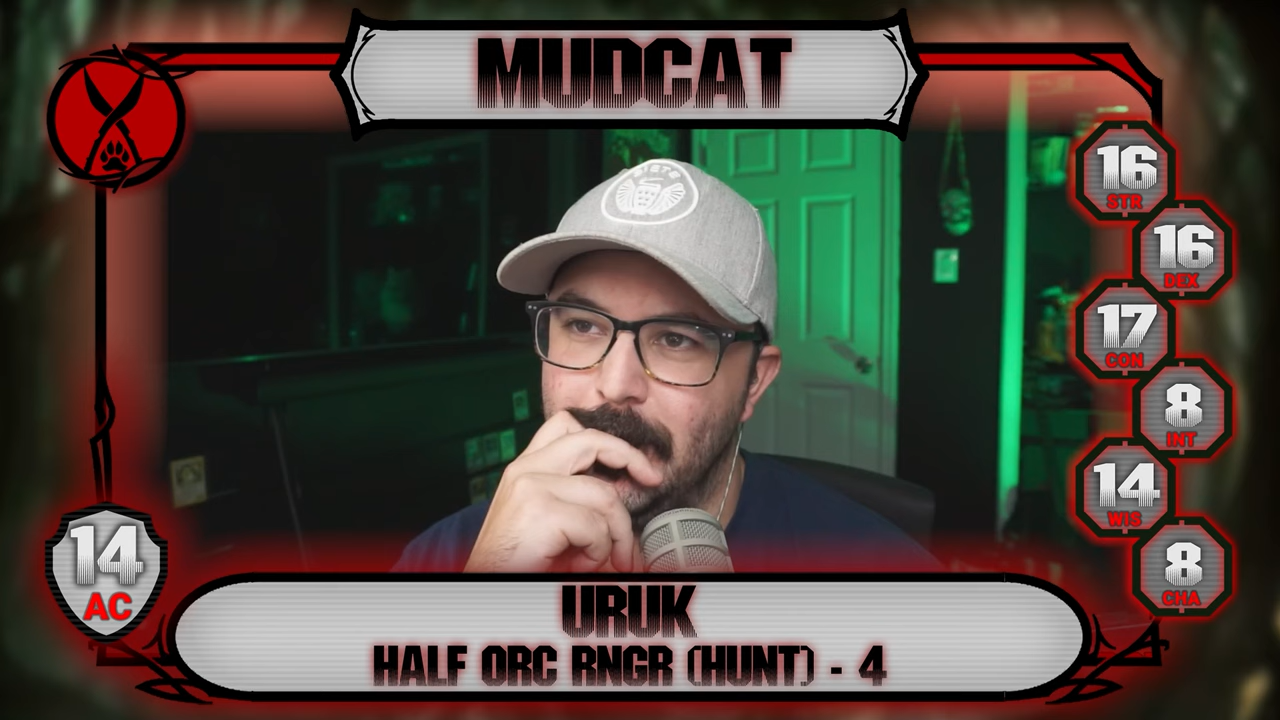 MUDCAT
16
STR
16
DEX
17
CON
8
INT
14
WIS
8
CHA
14
AC
URUK
HALF ORC RNGR (HUNT) - 4